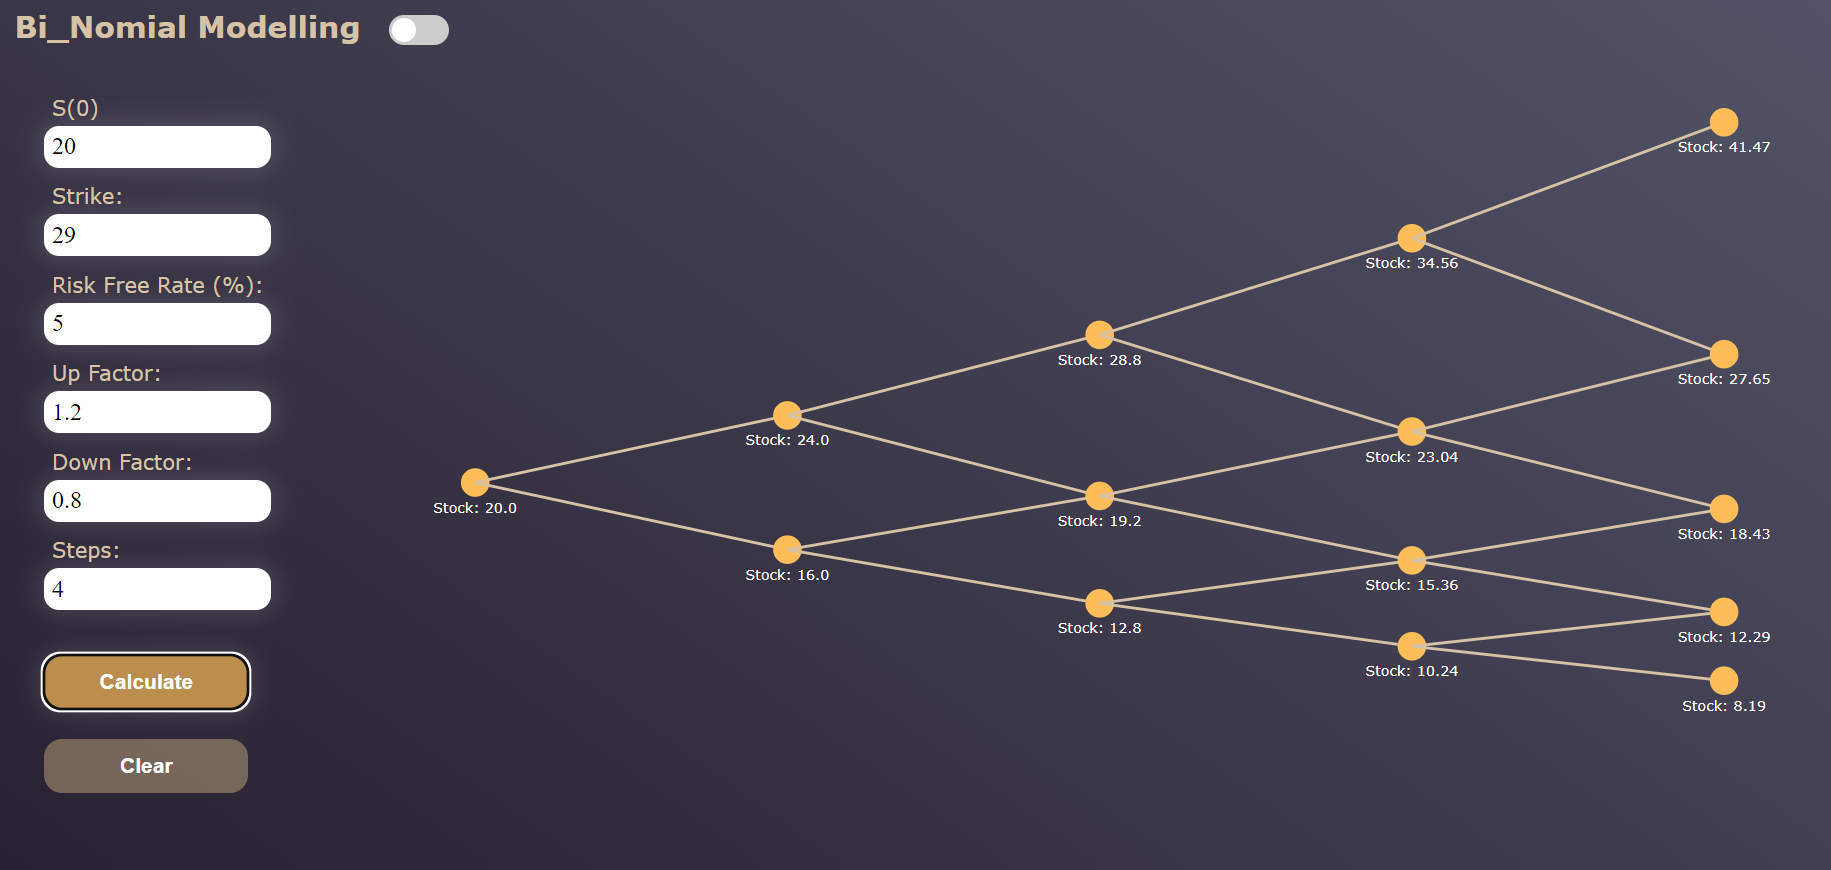 Bi_Nomial Modelling
S(0)
20
Strike:
29
Risk Free Rate (%):
5
Up Factor:
1.2
Down Factor:
0.8
Steps:
4
Calculate
Clear
Stock: 20.0
Stock: 24.0
Stock: 16.0
Stock: 28.8
Stock: 19.2
Stock: 12.8
Stock: 34.56
Stock: 23.04
Stock: 15.36
Stock: 10.24
Stock: 41.47
Stock: 27.65
Stock: 18.43
Stock: 12.29
Stock: 8.19